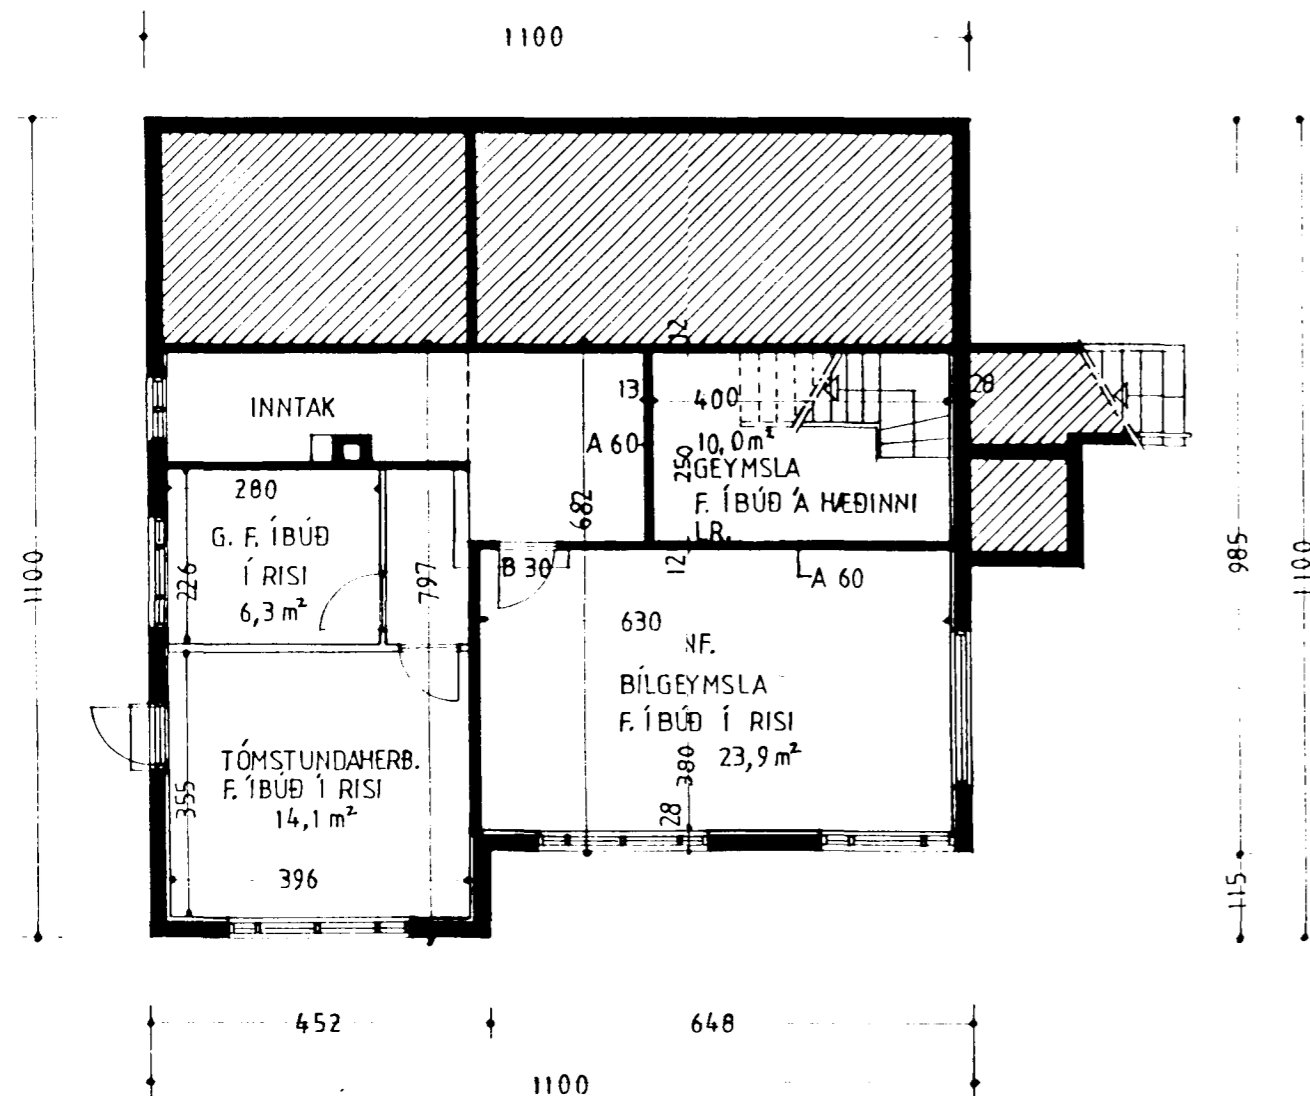 1100
1100
985
1100
115
32
INNTAK
13
400
28
A 60
10,0 m²
250
GEYMSLA
F. ÍBÚÐ Á HÆÐINNI
LR.
280
G. F. ÍBÚÐ
Í RISI
6,3 m²
226
797
682
B 30
12
A 60
630
NF.
BÍLGEYMSLA
F. ÍBÚÐ Í RISI
23,9 m²
380
28
TÓMSTUNDAHERB.
F. ÍBÚÐ Í RISI
14,1 m²
355
396
452
648
1100